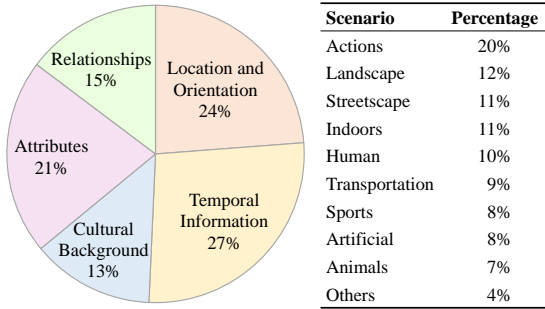 Relationships
15%
Location and
Orientation
24%
Attributes
21%
Temporal
Information
27%
Cultural
Background
13%
Scenario Percentage
Actions 20%
Landscape 12%
Streetscape 11%
Indoors 11%
Human 10%
Transportation 9%
Sports 8%
Artificial 8%
Animals 7%
Others 4%